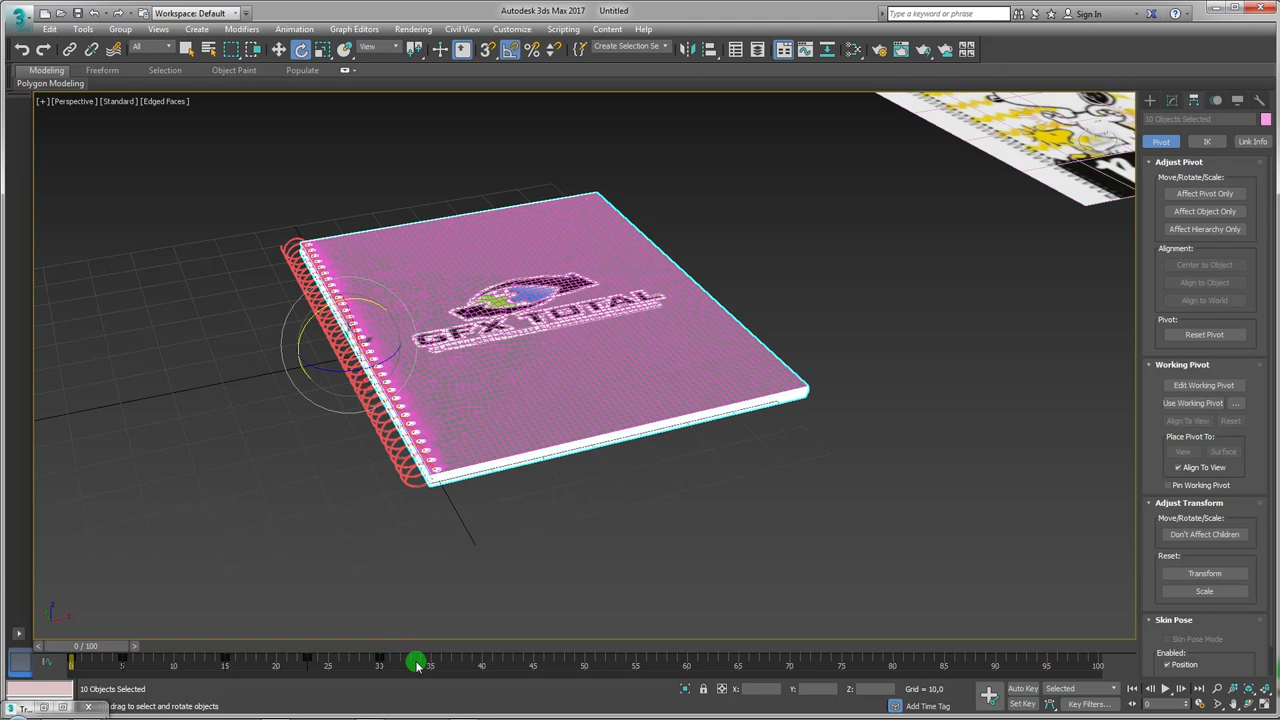 Workspace: Default
Autodesk 3ds Max 2017 Untitled
Type a keyword or phrase
Sign In
Edit Tools Group Views Create Modifiers Animation Graph Editors Rendering Civil View Customize Scripting Content Help
All
View
Create Selection Se
Modeling Freeform Selection Object Paint Populate
Polygon Modeling
[+] [Perspective] [Standard] [Edged Faces]
10 Objects Selected
Pivot IK Link Info
Adjust Pivot
Move/Rotate/Scale:
Affect Pivot Only
Affect Object Only
Affect Hierarchy Only
Alignment:
Center to Object
Align to Object
Align to World
Pivot:
Reset Pivot
Working Pivot
Edit Working Pivot
Use Working Pivot ...
Align To View Reset
Place Pivot To:
View Surface
Align To View
Pin Working Pivot
Adjust Transform
Move/Rotate/Scale:
Don't Affect Children
Reset:
Transform
Scale
Skin Pose
Skin Pose Mode
Enabled:
Position
GFX TOTAL
z
x
0 / 100
0 5 10 15 20 25 30 35 40 45 50 55 60 65 70 75 80 85 90 95 100
10 Objects Selected
X: Y: Z: Grid = 10,0
Auto Key Selected
Tr...
drag to select and rotate objects
Add Time Tag
Set Key Key Filters...
0